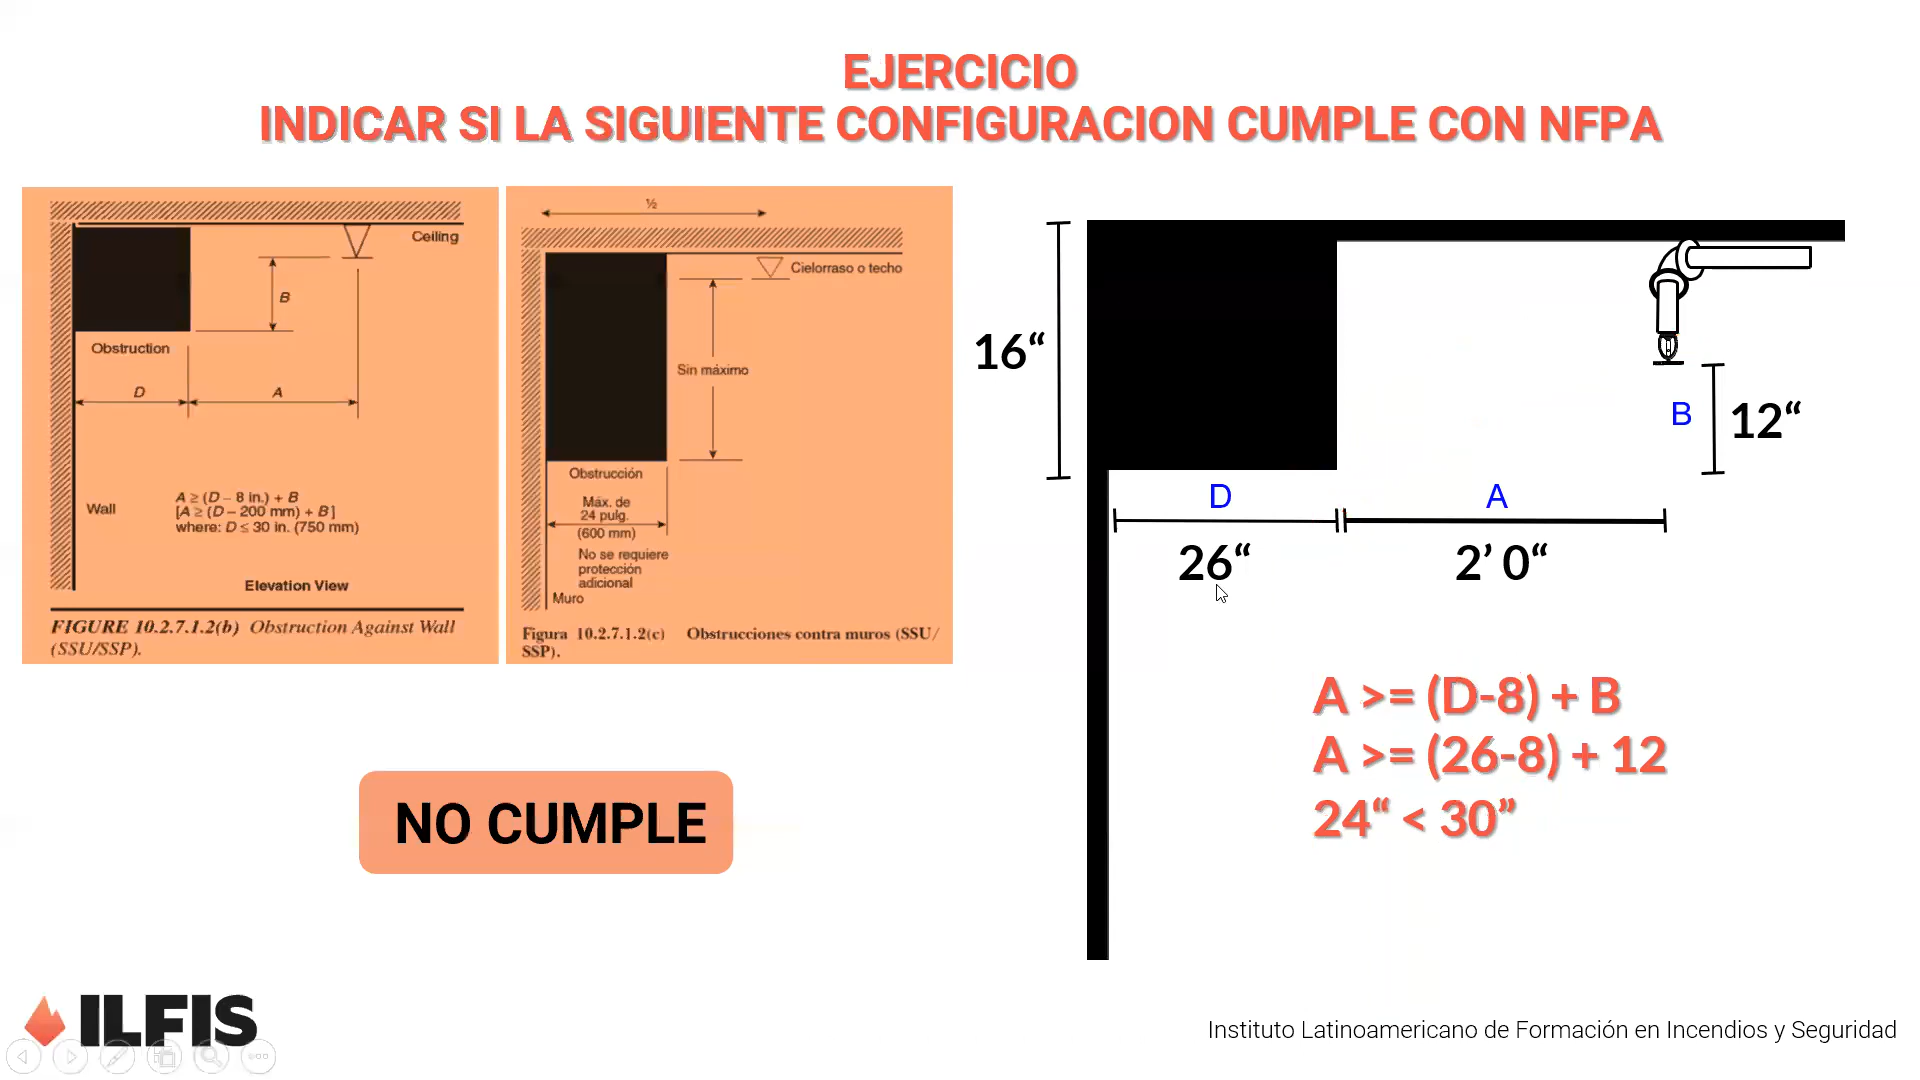 EJERCICIO
INDICAR SI LA SIGUIENTE CONFIGURACION CUMPLE CON NFPA
Ceiling
B
Obstruction
D
A
Wall
A ≥ (D – 8 in.) + B
[A ≥ (D – 200 mm) + B]
where: D ≤ 30 in. (750 mm)
Elevation View
FIGURE 10.2.7.1.2(b) Obstruction Against Wall
(SSU/SSP).
½
Cielorraso o techo
Sin máximo
Obstrucción
Máx. de
24 pulg.
(600 mm)
No se requiere
protección
adicional
Muro
Figura 10.2.7.1.2(c) Obstrucciones contra muros (SSU/
SSP).
16“
B
12“
D
A
26“
2’ 0“
A >= (D-8) + B
A >= (26-8) + 12
24“ < 30”
NO CUMPLE
ILFIS
Instituto Latinoamericano de Formación en Incendios y Seguridad